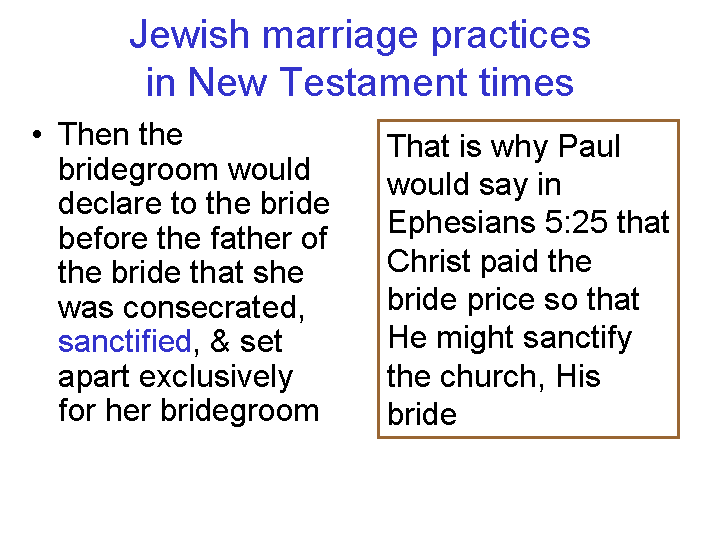 Jewish marriage practices
in New Testament times
• Then the
bridegroom would
declare to the bride
before the father of
the bride that she
was consecrated,
sanctified, & set
apart exclusively
for her bridegroom
That is why Paul
would say in
Ephesians 5:25 that
Christ paid the
bride price so that
He might sanctify
the church, His
bride